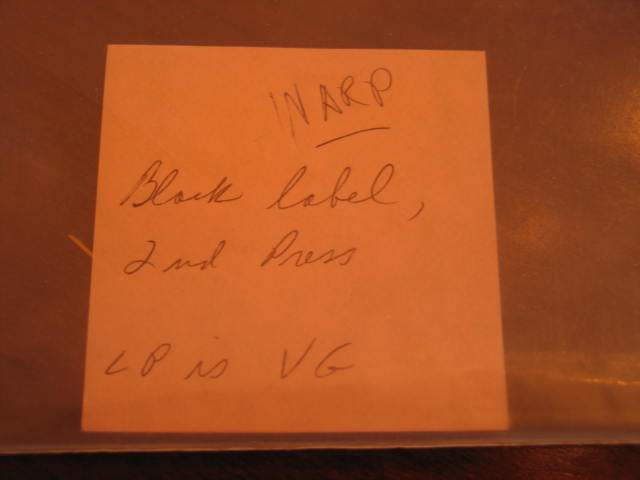 WARP
Black label,
2nd Press
LP is VG